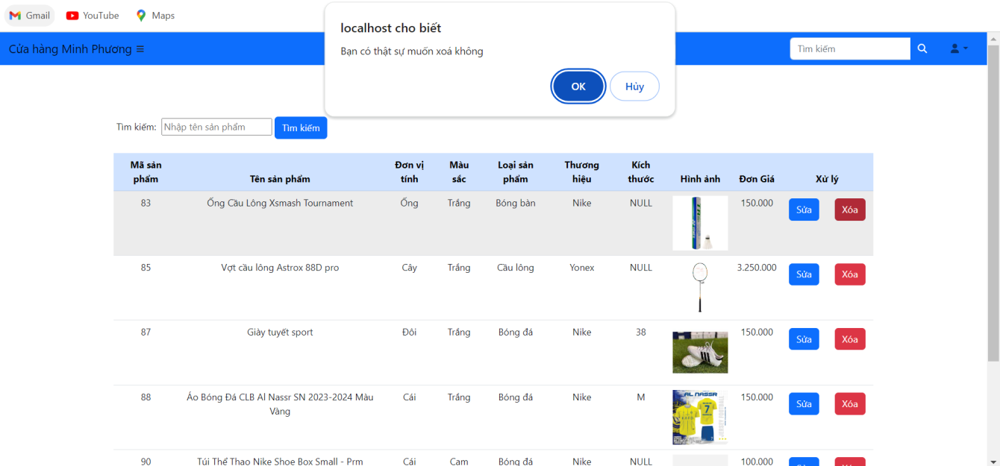 Gmail YouTube Maps
localhost cho biết
Bạn có thật sự muốn xoá không
OK Hủy
Cửa hàng Minh Phương ☰ Tìm kiếm
Tìm kiếm: Nhập tên sản phẩm Tìm kiếm
Mã sản phẩm Tên sản phẩm Đơn vị tính Màu sắc Loại sản phẩm Thương hiệu Kích thước Hình ảnh Đơn Giá Xử lý
83 Ống Cầu Lông Xsmash Tournament Ống Trắng Bóng bàn Nike NULL 150.000 Sửa Xóa
85 Vợt cầu lông Astrox 88D pro Cây Trắng Cầu lông Yonex NULL 3.250.000 Sửa Xóa
87 Giày tuyết sport Đôi Trắng Bóng đá Nike 38 150.000 Sửa Xóa
88 Áo Bóng Đá CLB Al Nassr SN 2023-2024 Màu Vàng Cái Trắng Bóng đá Nike M 150.000 Sửa Xóa
AL NASSR
7
90 Túi Thể Thao Nike Shoe Box Small - Prm Cái Cam Bóng đá Nike NULL 100.000